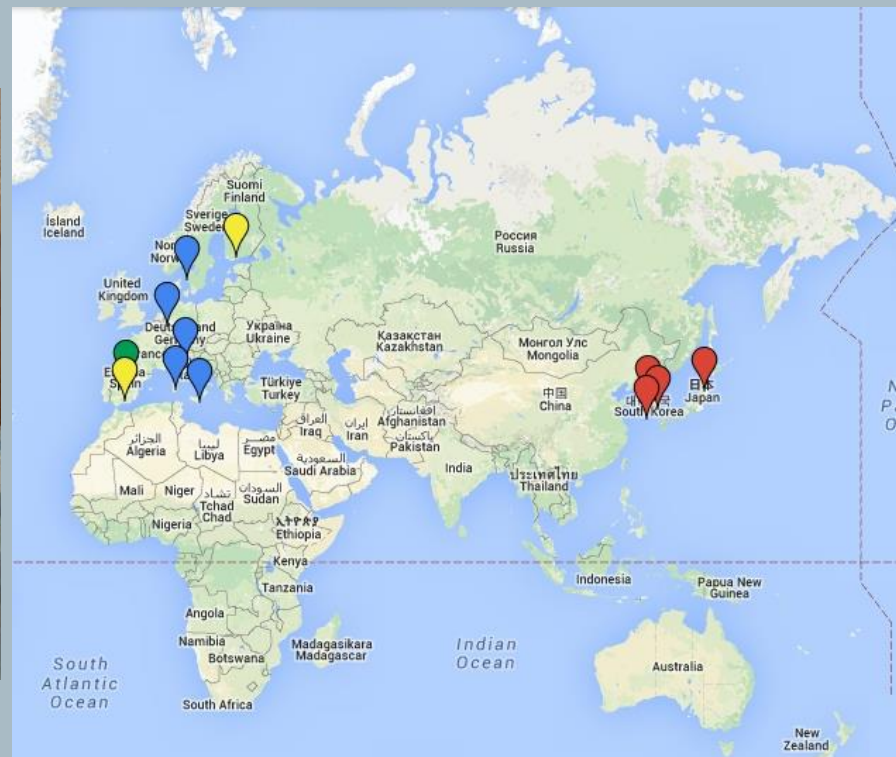 Suomi
Finland
Ísland
Iceland
Sverige
Nor
Norw
United
Kingdom
Россия
Russia
Україна
Ukraine
Қазақстан
Kazakhstan
Монгол Улс
Mongolia
日本
Japan
South Korea
中国
China
Türkiye
Turkey
العراق
Iraq
ایران
Iran
افغانستان
Afghanistan
پاکستان
Pakistan
الجزائر
Algeria
ليبيا
Libya
مصر
Egypt
السعودية
Saudi Arabia
India
ประเทศไทย
Thailand
Mali
Niger
تشاد
Tchad
Chad
السودان
Sudan
Nigeria
ኢትዮጵያ
Ethiopia
Kenya
Tanzania
Indonesia
Papua New
Guinea
Angola
Namibia
Botswana
Madagasikara
Madagascar
South
Atlantic
Ocean
Indian
Ocean
Australia
South Africa
New
Zealand